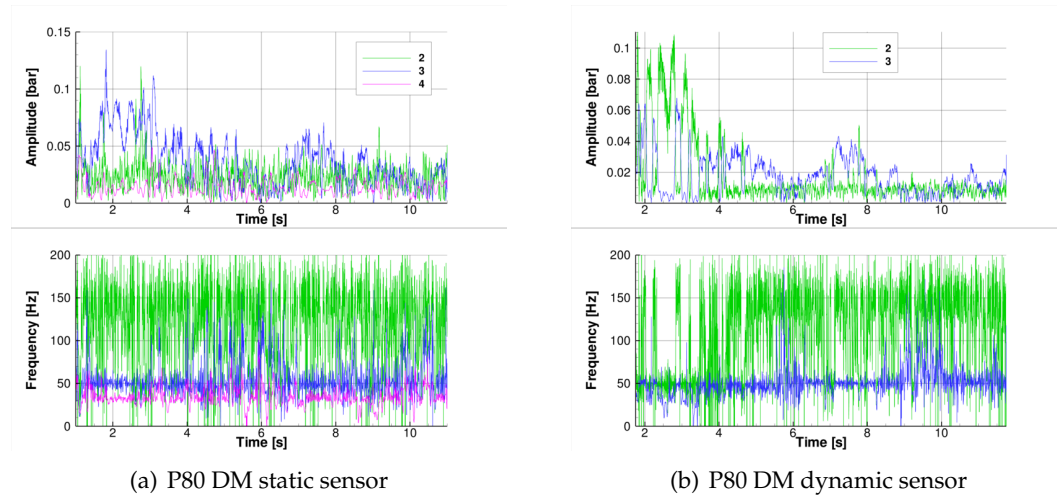 0.15
0.1
0.05
0
Amplitude [bar]
2
3
4
2 4 6 8 10
Time [s]
200
150
100
50
0
Frequency [Hz]
2 4 6 8 10
Time [s]
(a) P80 DM static sensor
0.1
0.08
0.06
0.04
0.02
Amplitude [bar]
2
3
2 4 6 8 10
Time [s]
200
150
100
50
0
Frequency [Hz]
2 4 6 8 10
Time [s]
(b) P80 DM dynamic sensor